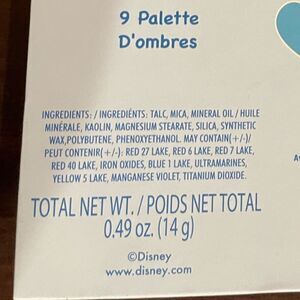 9 Palette
D'ombres
INGREDIENTS: / INGRÉDIENTS: TALC, MICA, MINERAL OIL / HUILE
MINÉRALE, KAOLIN, MAGNESIUM STEARATE, SILICA, SYNTHETIC
WAX,POLYBUTENE, PHENOXYETHANOL. MAY CONTAIN(+/-)/
PEUT CONTENIR(+/-): RED 27 LAKE, RED 6 LAKE, RED 7 LAKE,
RED 40 LAKE, IRON OXIDES, BLUE 1 LAKE, ULTRAMARINES,
YELLOW 5 LAKE, MANGANESE VIOLET, TITANIUM DIOXIDE.
TOTAL NET WT. / POIDS NET TOTAL
0.49 oz. (14 g)
©Disney
www.disney.com